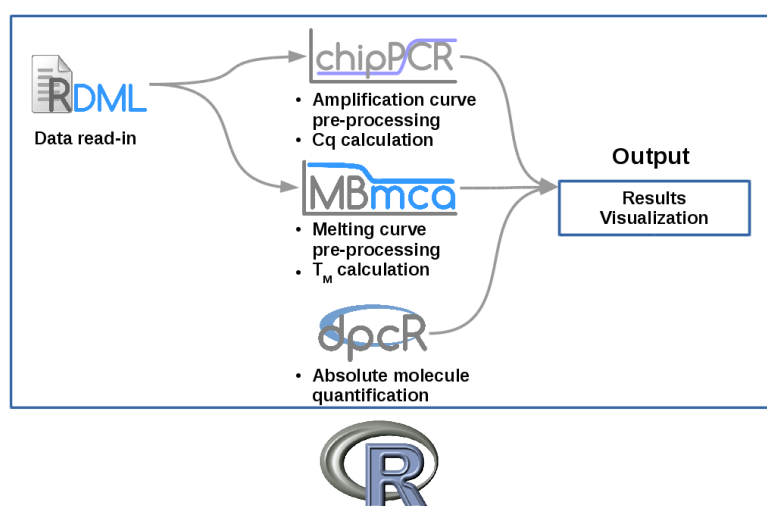 RDML
Data read-in
chipPCR
• Amplification curve
pre-processing
• Cq calculation
MBmca
• Melting curve
pre-processing
• TM calculation
dpcR
• Absolute molecule
quantification
Output
Results
Visualization
R